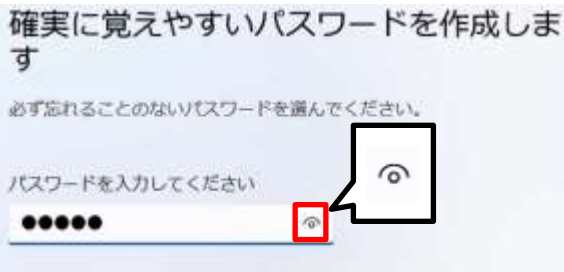 確実に覚えやすいパスワードを作成しま
す
必ず忘れることのないパスワードを選んでください。
パスワードを入力してください
●●●●●